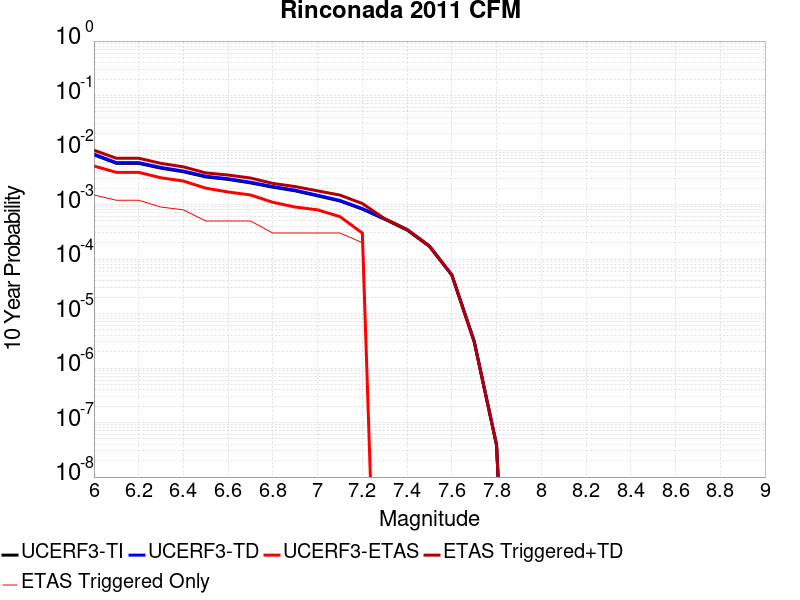 Rinconada 2011 CFM
10^0
10^-1
10^-2
10^-3
10^-4
10^-5
10^-6
10^-7
10^-8
10 Year Probability
6 6.2 6.4 6.6 6.8 7 7.2 7.4 7.6 7.8 8 8.2 8.4 8.6 8.8 9
Magnitude
UCERF3-TI UCERF3-TD UCERF3-ETAS ETAS Triggered+TD
ETAS Triggered Only